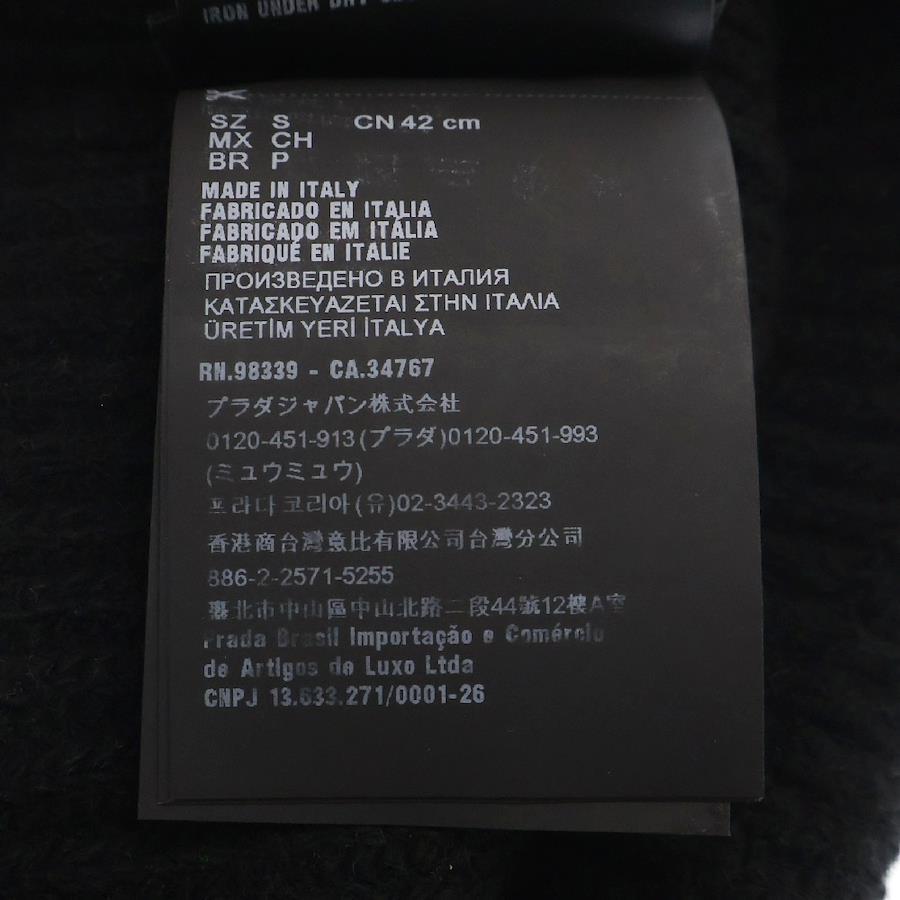 IRON UNDER DRY
SZ S CN 42 cm
MX CH
BR P
MADE IN ITALY
FABRICADO EN ITALIA
FABRICADO EM ITÁLIA
FABRIQUÉ EN ITALIE
ПРОИЗВЕДЕНО В ИТАЛИЯ
ΚΑΤΑΣΚΕΥΑΖΕΤΑΙ ΣΤΗΝ ΙΤΑΛΙΑ
ÜRETİM YERİ İTALYA
RN.98339 - CA.34767
プラダジャパン株式会社
0120-451-913(プラダ)0120-451-993
(ミュウミュウ)
프라다코리아(유)02-3443-2323
香港商台灣意比有限公司台灣分公司
886-2-2571-5255
臺北市中山區中山北路二段44號12樓A室
Prada Brasil Importação e Comércio
de Artigos de Luxo Ltda
CNPJ 13.633.271/0001-26